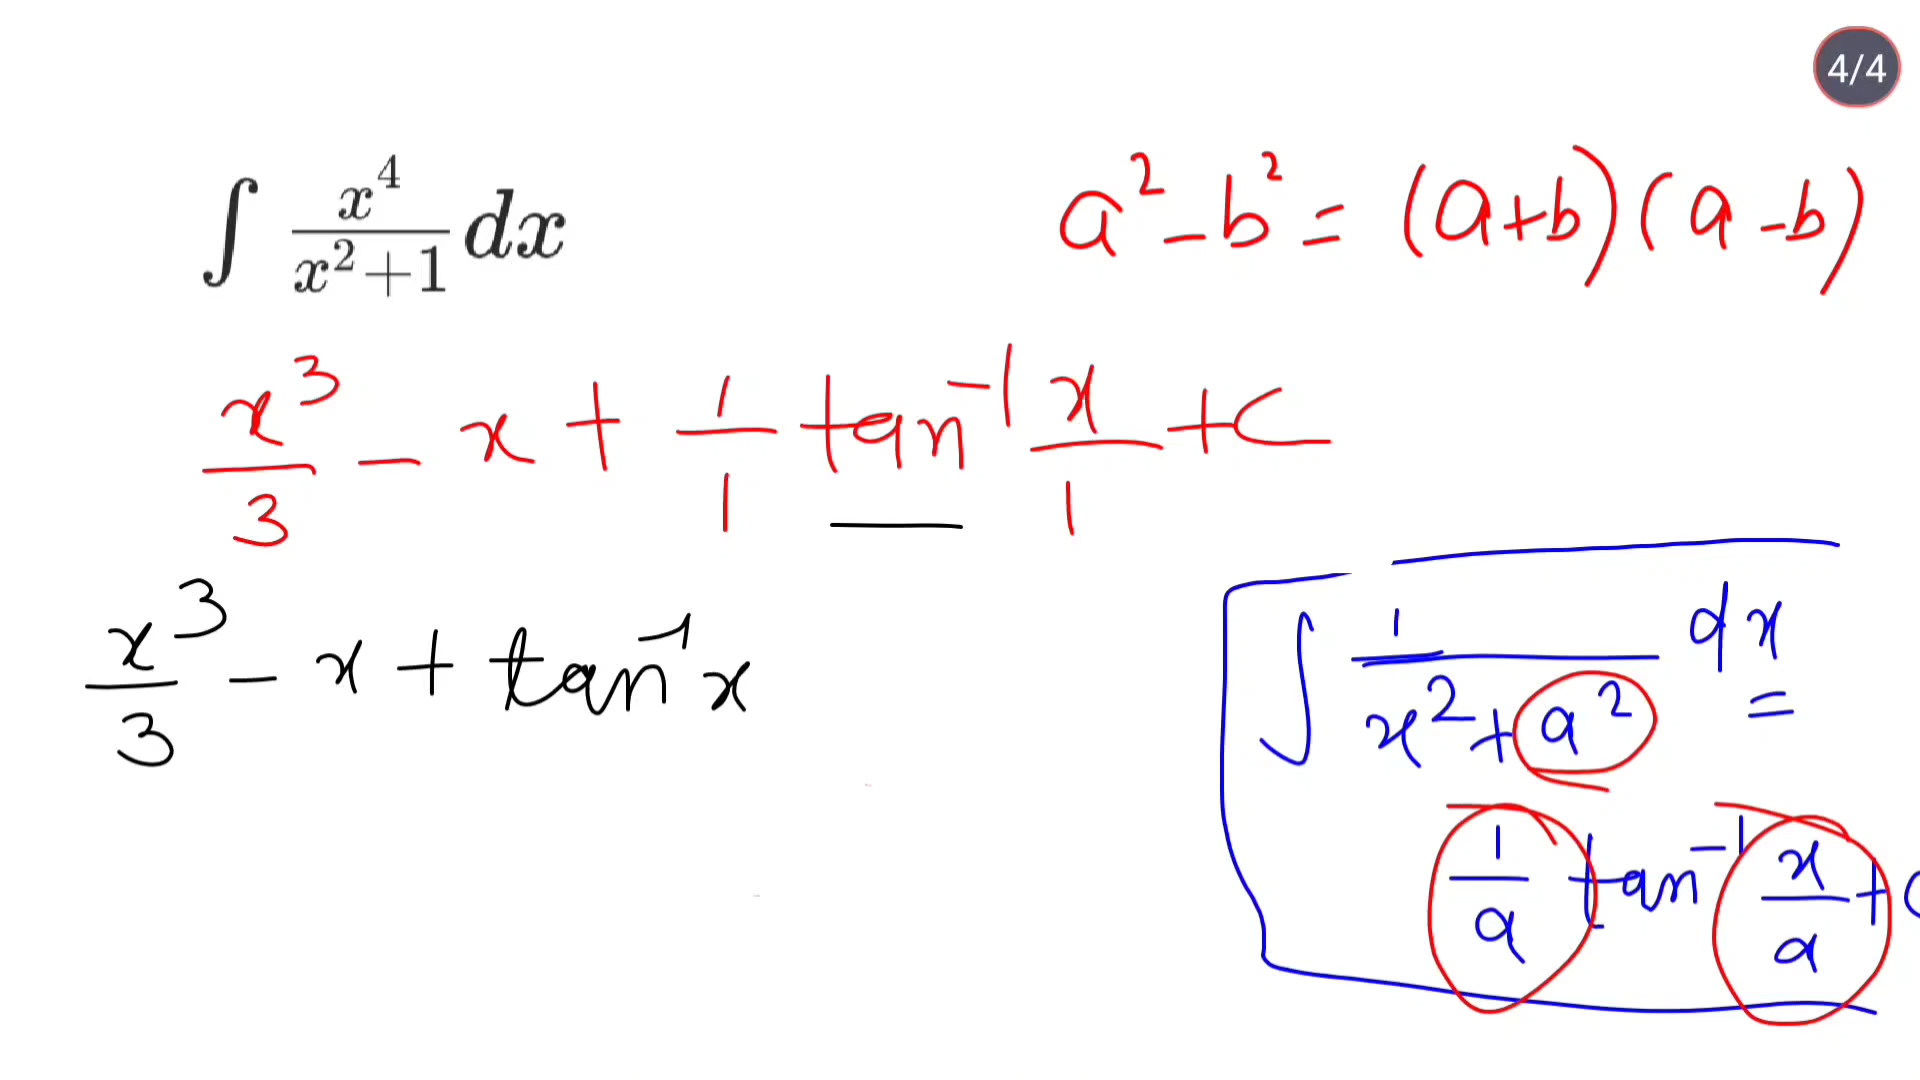 4/4
∫ x⁴/(x²+1) dx
a² - b² = (a+b)(a-b)
x³/3 - x + 1/1 tan⁻¹ x/1 + C
x³/3 - x + tan⁻¹ x
∫ 1/(x²+a²) dx =
1/a tan⁻¹ x/a + C